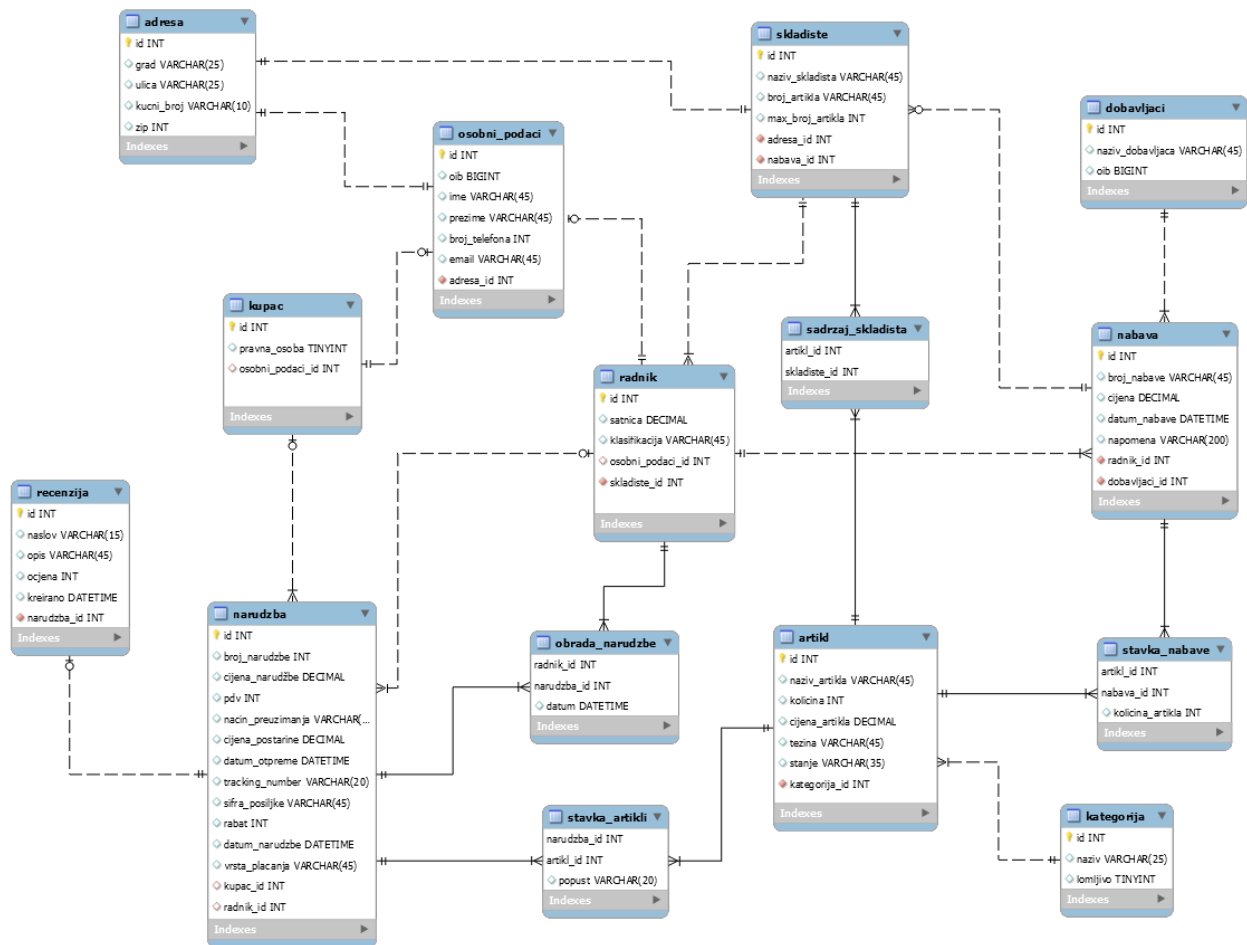 adresa
id INT
grad VARCHAR(25)
ulica VARCHAR(25)
kucni_broj VARCHAR(10)
zip INT
Indexes
skladiste
id INT
naziv_skladista VARCHAR(45)
broj_artikla VARCHAR(45)
max_broj_artikla INT
adresa_id INT
nabava_id INT
Indexes
dobavljaci
id INT
naziv_dobavljaca VARCHAR(45)
oib BIGINT
Indexes
osobni_podaci
id INT
oib BIGINT
ime VARCHAR(45)
prezime VARCHAR(45)
broj_telefona INT
email VARCHAR(45)
adresa_id INT
Indexes
kupac
id INT
pravna_osoba TINYINT
osobni_podaci_id INT
Indexes
sadrzaj_skladista
artikl_id INT
skladiste_id INT
Indexes
nabava
id INT
broj_nabave VARCHAR(45)
cijena DECIMAL
datum_nabave DATETIME
napomena VARCHAR(200)
radnik_id INT
dobavljaci_id INT
Indexes
radnik
id INT
satnica DECIMAL
klasifikacija VARCHAR(45)
osobni_podaci_id INT
skladiste_id INT
Indexes
recenzija
id INT
naslov VARCHAR(15)
opis VARCHAR(45)
ocjena INT
kreirano DATETIME
narudzba_id INT
Indexes
narudzba
id INT
broj_narudzbe INT
cijena_narudžbe DECIMAL
pdv INT
nacin_preuzimanja VARCHAR(...
cijena_postarine DECIMAL
datum_otpreme DATETIME
tracking_number VARCHAR(20)
sifra_posiljke VARCHAR(45)
rabat INT
datum_narudzbe DATETIME
vrsta_placanja VARCHAR(45)
kupac_id INT
radnik_id INT
Indexes
obrada_narudzbe
radnik_id INT
narudzba_id INT
datum DATETIME
Indexes
artikl
id INT
naziv_artikla VARCHAR(45)
kolicina INT
cijena_artikla DECIMAL
tezina VARCHAR(45)
stanje VARCHAR(35)
kategorija_id INT
Indexes
stavka_nabave
artikl_id INT
nabava_id INT
kolicina_artikla INT
Indexes
stavka_artikli
narudzba_id INT
artikl_id INT
popust VARCHAR(20)
Indexes
kategorija
id INT
naziv VARCHAR(25)
lomljivo TINYINT
Indexes